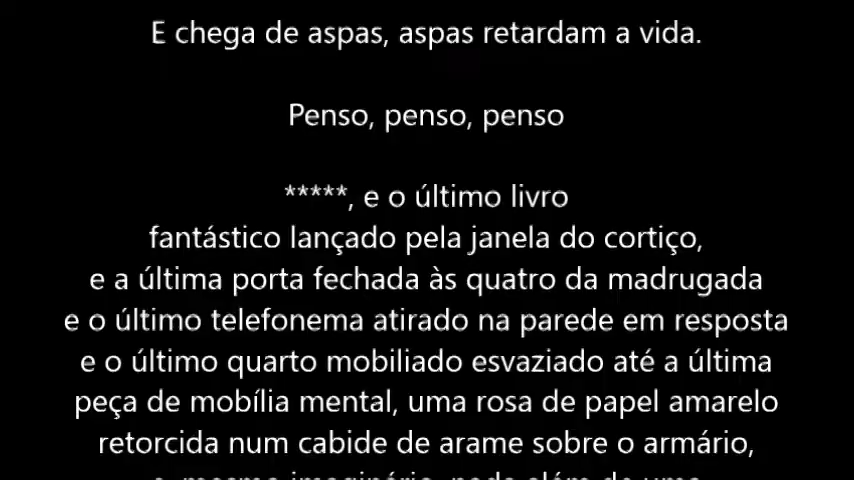 E chega de aspas, aspas retardam a vida.
Penso, penso, penso
*****, e o último livro
fantástico lançado pela janela do cortiço,
e a última porta fechada às quatro da madrugada
e o último telefonema atirado na parede em resposta
e o último quarto mobiliado esvaziado até a última
peça de mobília mental, uma rosa de papel amarelo
retorcida num cabide de arame sobre o armário,